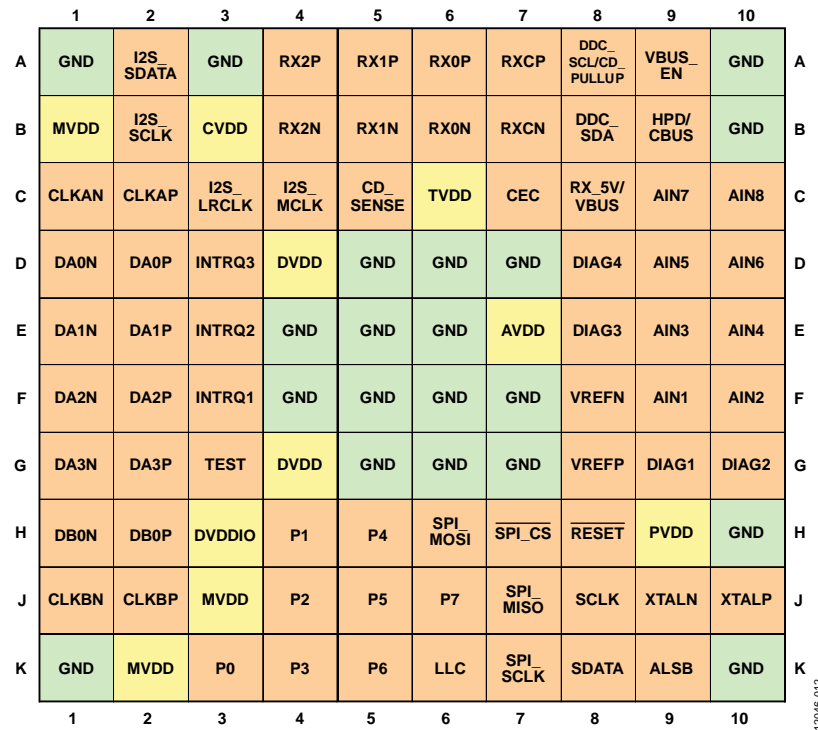 1 2 3 4 5 6 7 8 9 10
A GND I2S_ SDATA GND RX2P RX1P RX0P RXCP DDC_ SCL/CD_ PULLUP VBUS_ EN GND A
B MVDD I2S_ SCLK CVDD RX2N RX1N RX0N RXCN DDC_ SDA HPD/ CBUS GND B
C CLKAN CLKAP I2S_ LRCLK I2S_ MCLK CD_ SENSE TVDD CEC RX_5V/ VBUS AIN7 AIN8 C
D DA0N DA0P INTRQ3 DVDD GND GND GND DIAG4 AIN5 AIN6 D
E DA1N DA1P INTRQ2 GND GND GND AVDD DIAG3 AIN3 AIN4 E
F DA2N DA2P INTRQ1 GND GND GND GND VREFN AIN1 AIN2 F
G DA3N DA3P TEST DVDD GND GND GND VREFP DIAG1 DIAG2 G
H DB0N DB0P DVDDIO P1 P4 SPI_ MOSI SPI_CS RESET PVDD GND H
J CLKBN CLKBP MVDD P2 P5 P7 SPI_ MISO SCLK XTALN XTALP J
K GND MVDD P0 P3 P6 LLC SPI_ SCLK SDATA ALSB GND K
1 2 3 4 5 6 7 8 9 10